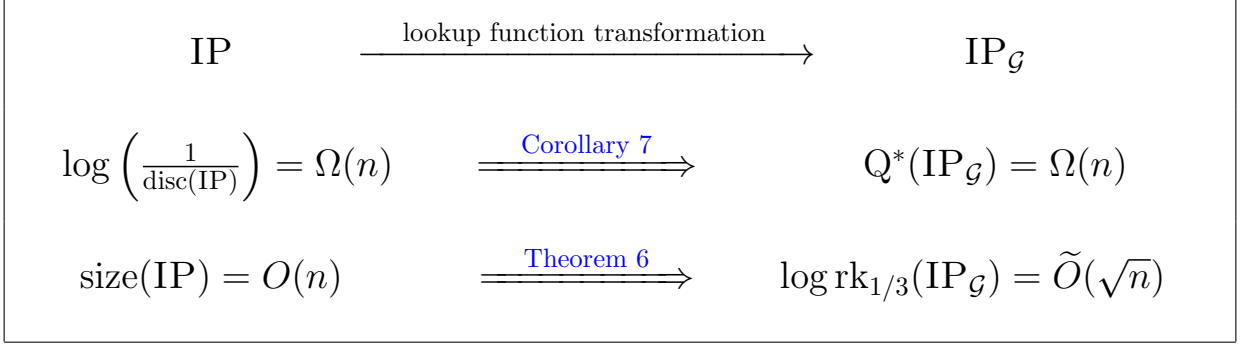 IP lookup function transformation IP_𝒢
log (1/disc(IP)) = Ω(n) Corollary 7 Q*(IP_𝒢) = Ω(n)
size(IP) = O(n) Theorem 6 log rk_{1/3}(IP_𝒢) = Õ(√n)